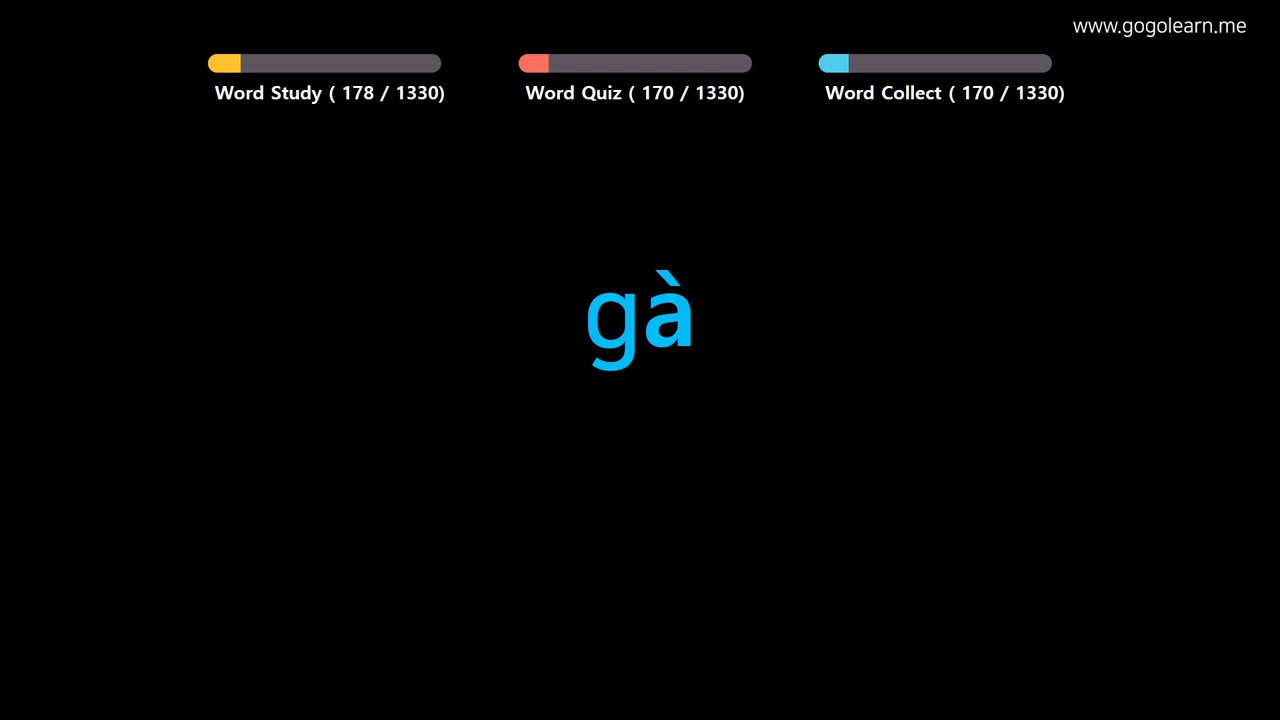 www.gogolearn.me
Word Study ( 178 / 1330)
Word Quiz ( 170 / 1330)
Word Collect ( 170 / 1330)
gà